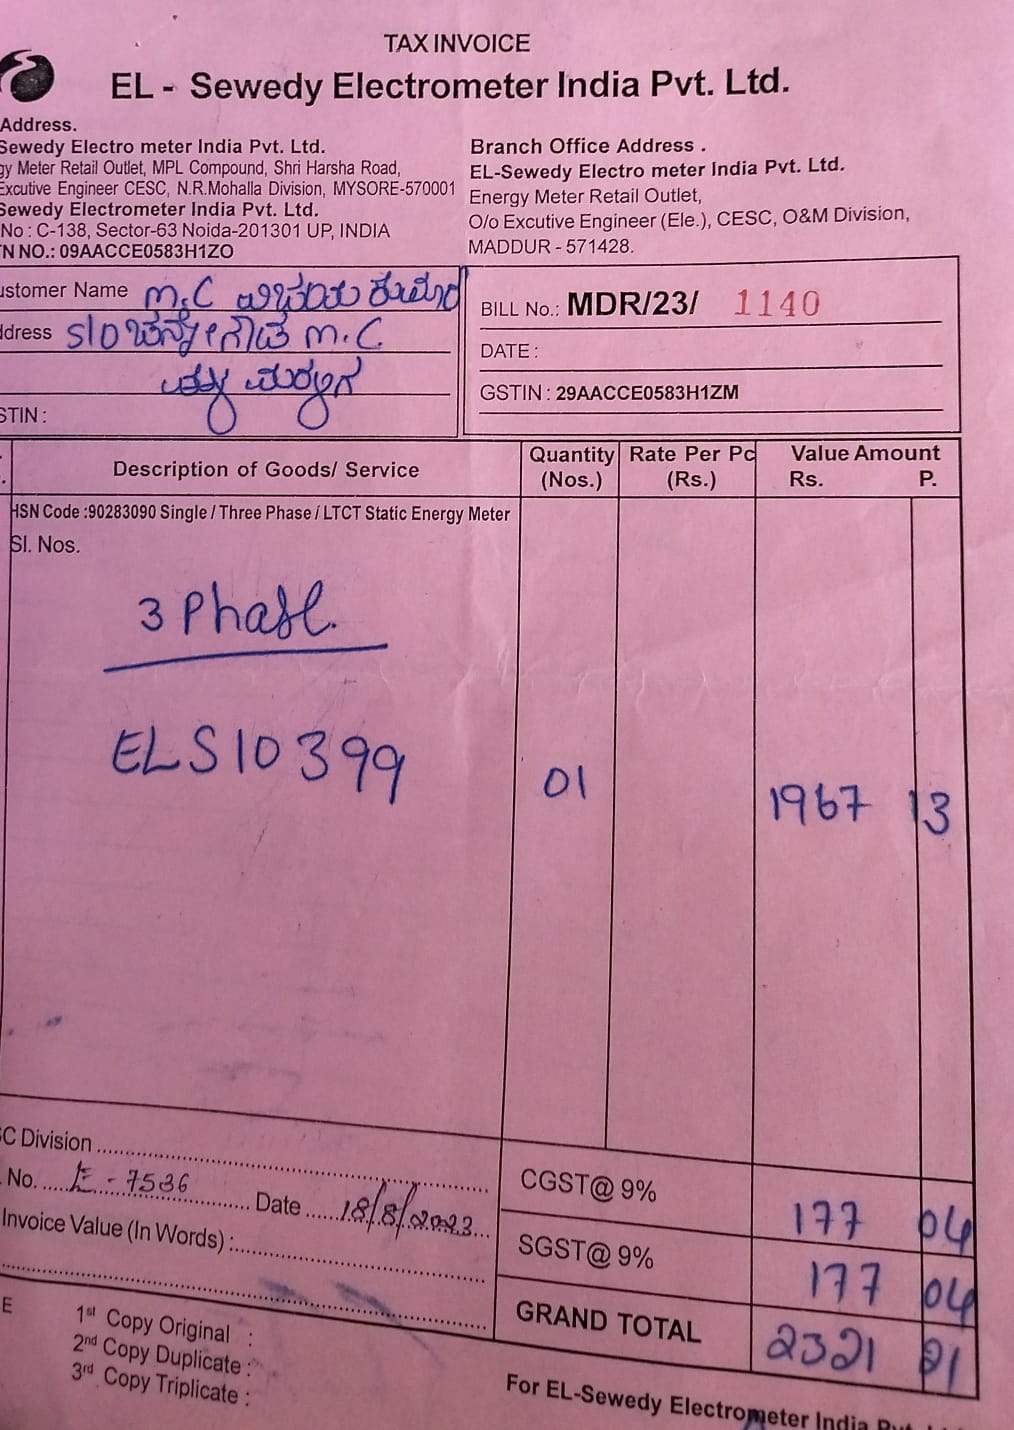 TAX INVOICE
EL - Sewedy Electrometer India Pvt. Ltd.
Address.
Sewedy Electro meter India Pvt. Ltd.
gy Meter Retail Outlet, MPL Compound, Shri Harsha Road,
Excutive Engineer CESC, N.R.Mohalla Division, MYSORE-570001
Sewedy Electrometer India Pvt. Ltd.
No : C-138, Sector-63 Noida-201301 UP, INDIA
TN NO.: 09AACCE0583H1ZO
Branch Office Address .
EL-Sewedy Electro meter India Pvt. Ltd.
Energy Meter Retail Outlet,
O/o Excutive Engineer (Ele.), CESC, O&M Division,
MADDUR - 571428.
ustomer Name M.C
ddress S/O M.C
STIN :
BILL No.: MDR/23/ 1140
DATE :
GSTIN : 29AACCE0583H1ZM
Description of Goods/ Service
Quantity (Nos.)
Rate Per Pc (Rs.)
Value Amount
Rs. P.
HSN Code :90283090 Single / Three Phase / LTCT Static Energy Meter
Sl. Nos.
3 Phase.
ELS10399 01 1967 13
SC Division
No. E - 7536 Date 18/8/2023
Invoice Value (In Words) :
CGST@ 9% 177 04
SGST@ 9% 177 04
GRAND TOTAL 2321 21
E
1st Copy Original :
2nd Copy Duplicate :
3rd Copy Triplicate :
For EL-Sewedy Electrometer India Pvt.